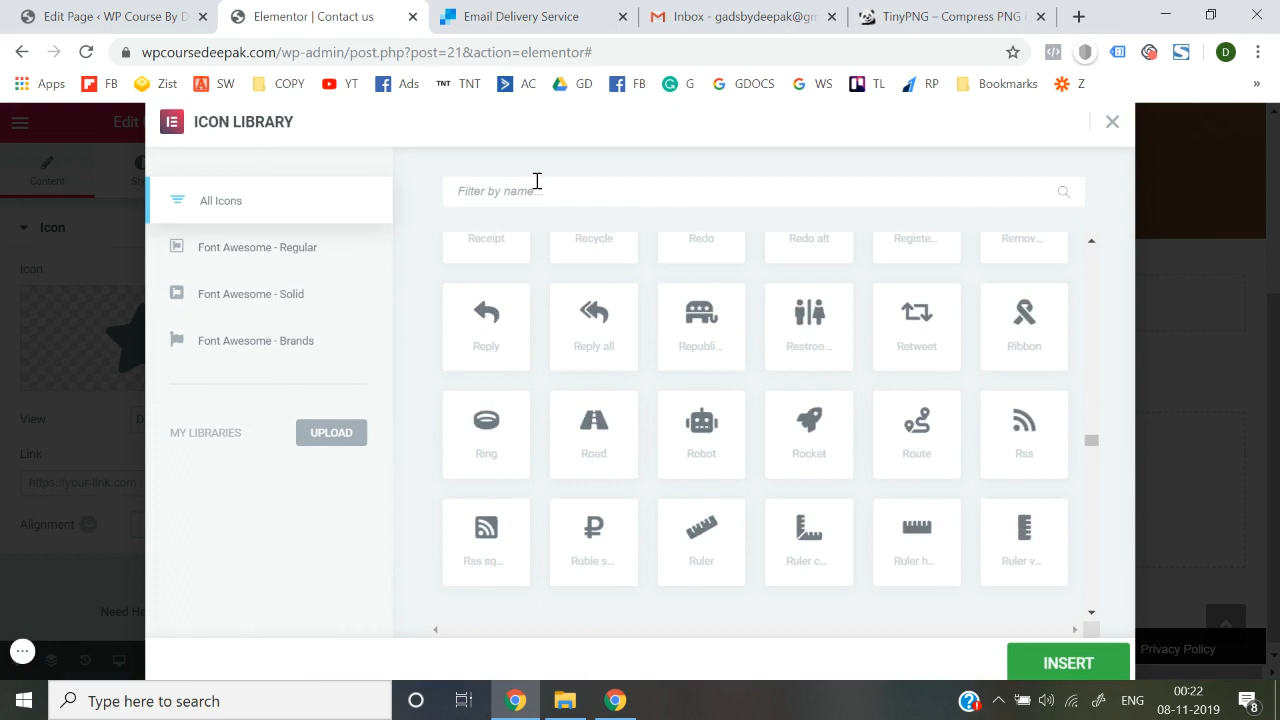 Edit Page ‹ WP Course By D
Elementor | Contact us
Email Delivery Service
Inbox - gadsbydeepak@gm
TinyPNG – Compress PNG i
wpcoursedeepak.com/wp-admin/post.php?post=21&action=elementor#
D
Apps FB Zist SW COPY YT Ads TNT TNT AC GD FB G GDOCS WS TL RP Bookmarks Z »
ICON LIBRARY
Content
All Icons
Font Awesome - Regular
Font Awesome - Solid
Font Awesome - Brands
MY LIBRARIES UPLOAD
Icon
Icon
View
Link
https://your-link.com
Alignment
Filter by name...
Receipt Recycle Redo Redo alt Registe... Remov...
Reply Reply all Republi... Restroo... Retweet Ribbon
Ring Road Robot Rocket Route Rss
Rss sq... Ruble s... Ruler Ruler c... Ruler h... Ruler v...
Privacy Policy
INSERT
Type here to search
ENG
00:22
08-11-2019
8